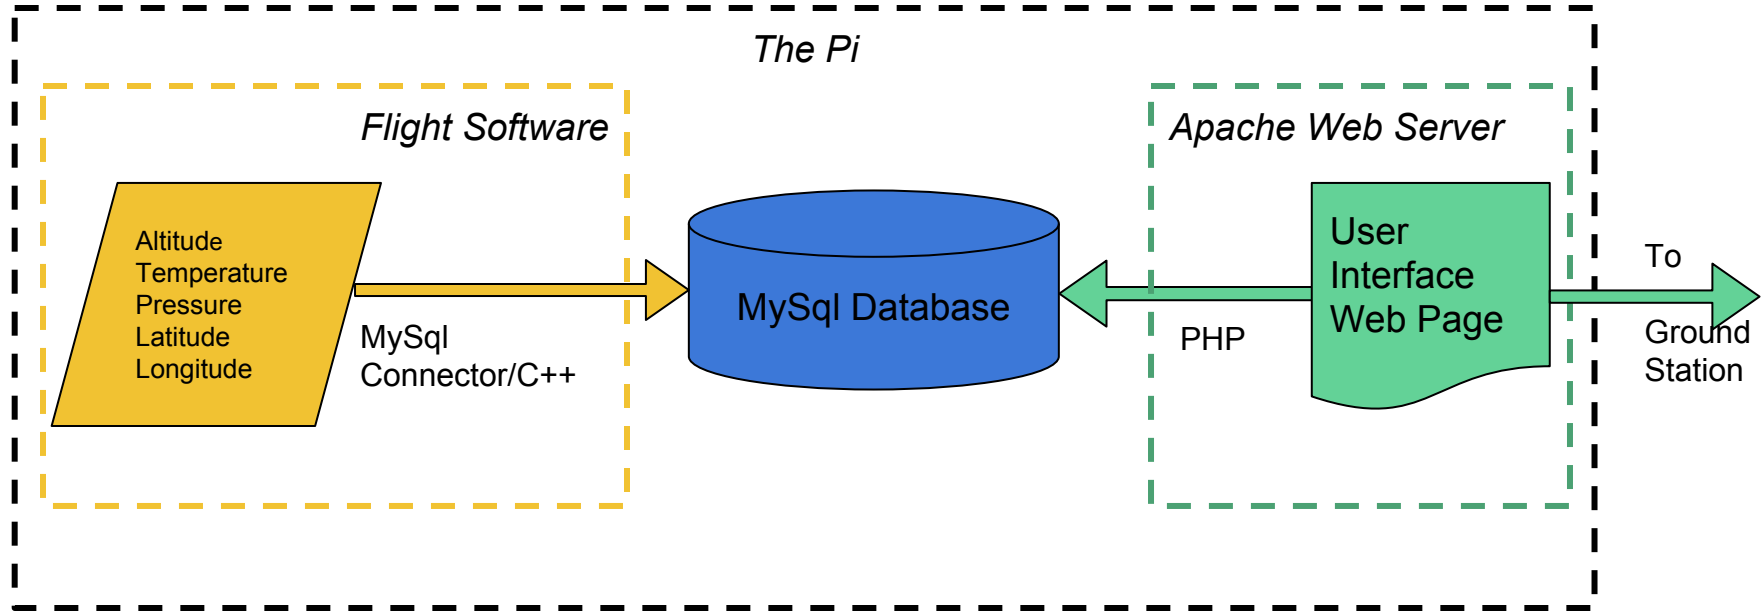 The Pi
Flight Software
Altitude
Temperature
Pressure
Latitude
Longitude
MySql
Connector/C++
MySql Database
Apache Web Server
PHP
User
Interface
Web Page
To
Ground
Station